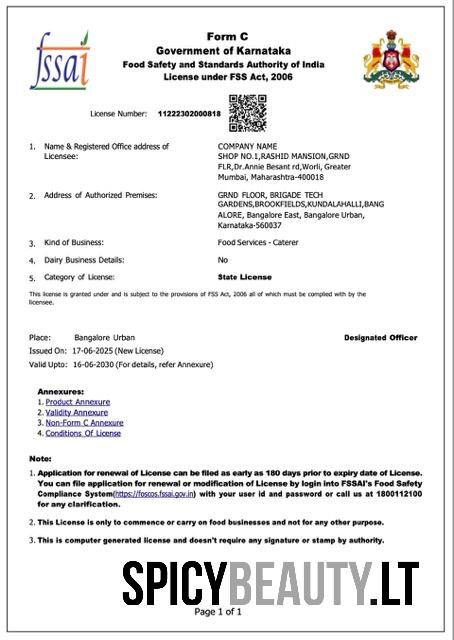 fssai
Form C
Government of Karnataka
Food Safety and Standards Authority of India
License under FSS Act, 2006
License Number: 11222302000818
1. Name & Registered Office address of Licensee:
COMPANY NAME
SHOP NO.1,RASHID MANSION,GRND
FLR,Dr.Annie Besant rd,Worli, Greater
Mumbai, Maharashtra-400018
2. Address of Authorized Premises:
GRND FLOOR, BRIGADE TECH
GARDENS,BROOKFIELDS,KUNDALAHALLI,BANG
ALORE, Bangalore East, Bangalore Urban,
Karnataka-560037
3. Kind of Business: Food Services - Caterer
4. Dairy Business Details: No
5. Category of License: State License
This license is granted under and is subject to the provisions of FSS Act, 2006 all of which must be complied with by the
licensee.
Place: Bangalore Urban Designated Officer
Issued On: 17-06-2025 (New License)
Valid Upto: 16-06-2030 (For details, refer Annexure)
Annexures:
1. Product Annexure
2. Validity Annexure
3. Non-Form C Annexure
4. Conditions Of License
Note:
1. Application for renewal of License can be filed as early as 180 days prior to expiry date of License.
You can file application for renewal or modification of License by login into FSSAI's Food Safety
Compliance System(https://foscos.fssai.gov.in) with your user id and password or call us at 1800112100
for any clarification.
2. This License is only to commence or carry on food businesses and not for any other purpose.
3. This is computer generated license and doesn't require any signature or stamp by authority.
SPICYBEAUTY.LT
Page 1 of 1